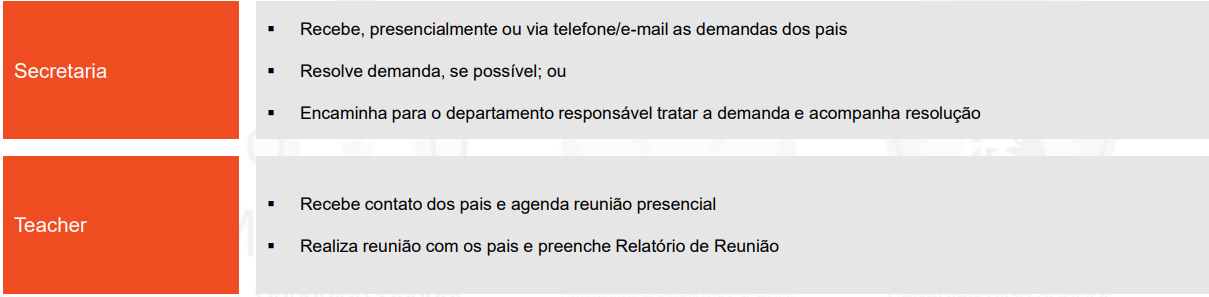 Secretaria
▪ Recebe, presencialmente ou via telefone/e-mail as demandas dos pais
▪ Resolve demanda, se possível; ou
▪ Encaminha para o departamento responsável tratar a demanda e acompanha resolução
Teacher
▪ Recebe contato dos pais e agenda reunião presencial
▪ Realiza reunião com os pais e preenche Relatório de Reunião